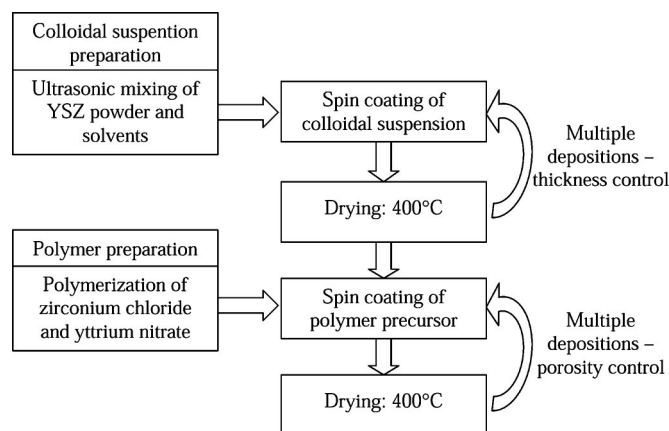 Colloidal suspention
preparation
Ultrasonic mixing of
YSZ powder and
solvents
Spin coating of
colloidal suspension
Multiple
depositions –
thickness control
Drying: 400°C
Polymer preparation
Polymerization of
zirconium chloride
and yttrium nitrate
Spin coating of
polymer precursor
Multiple
depositions –
porosity control
Drying: 400°C